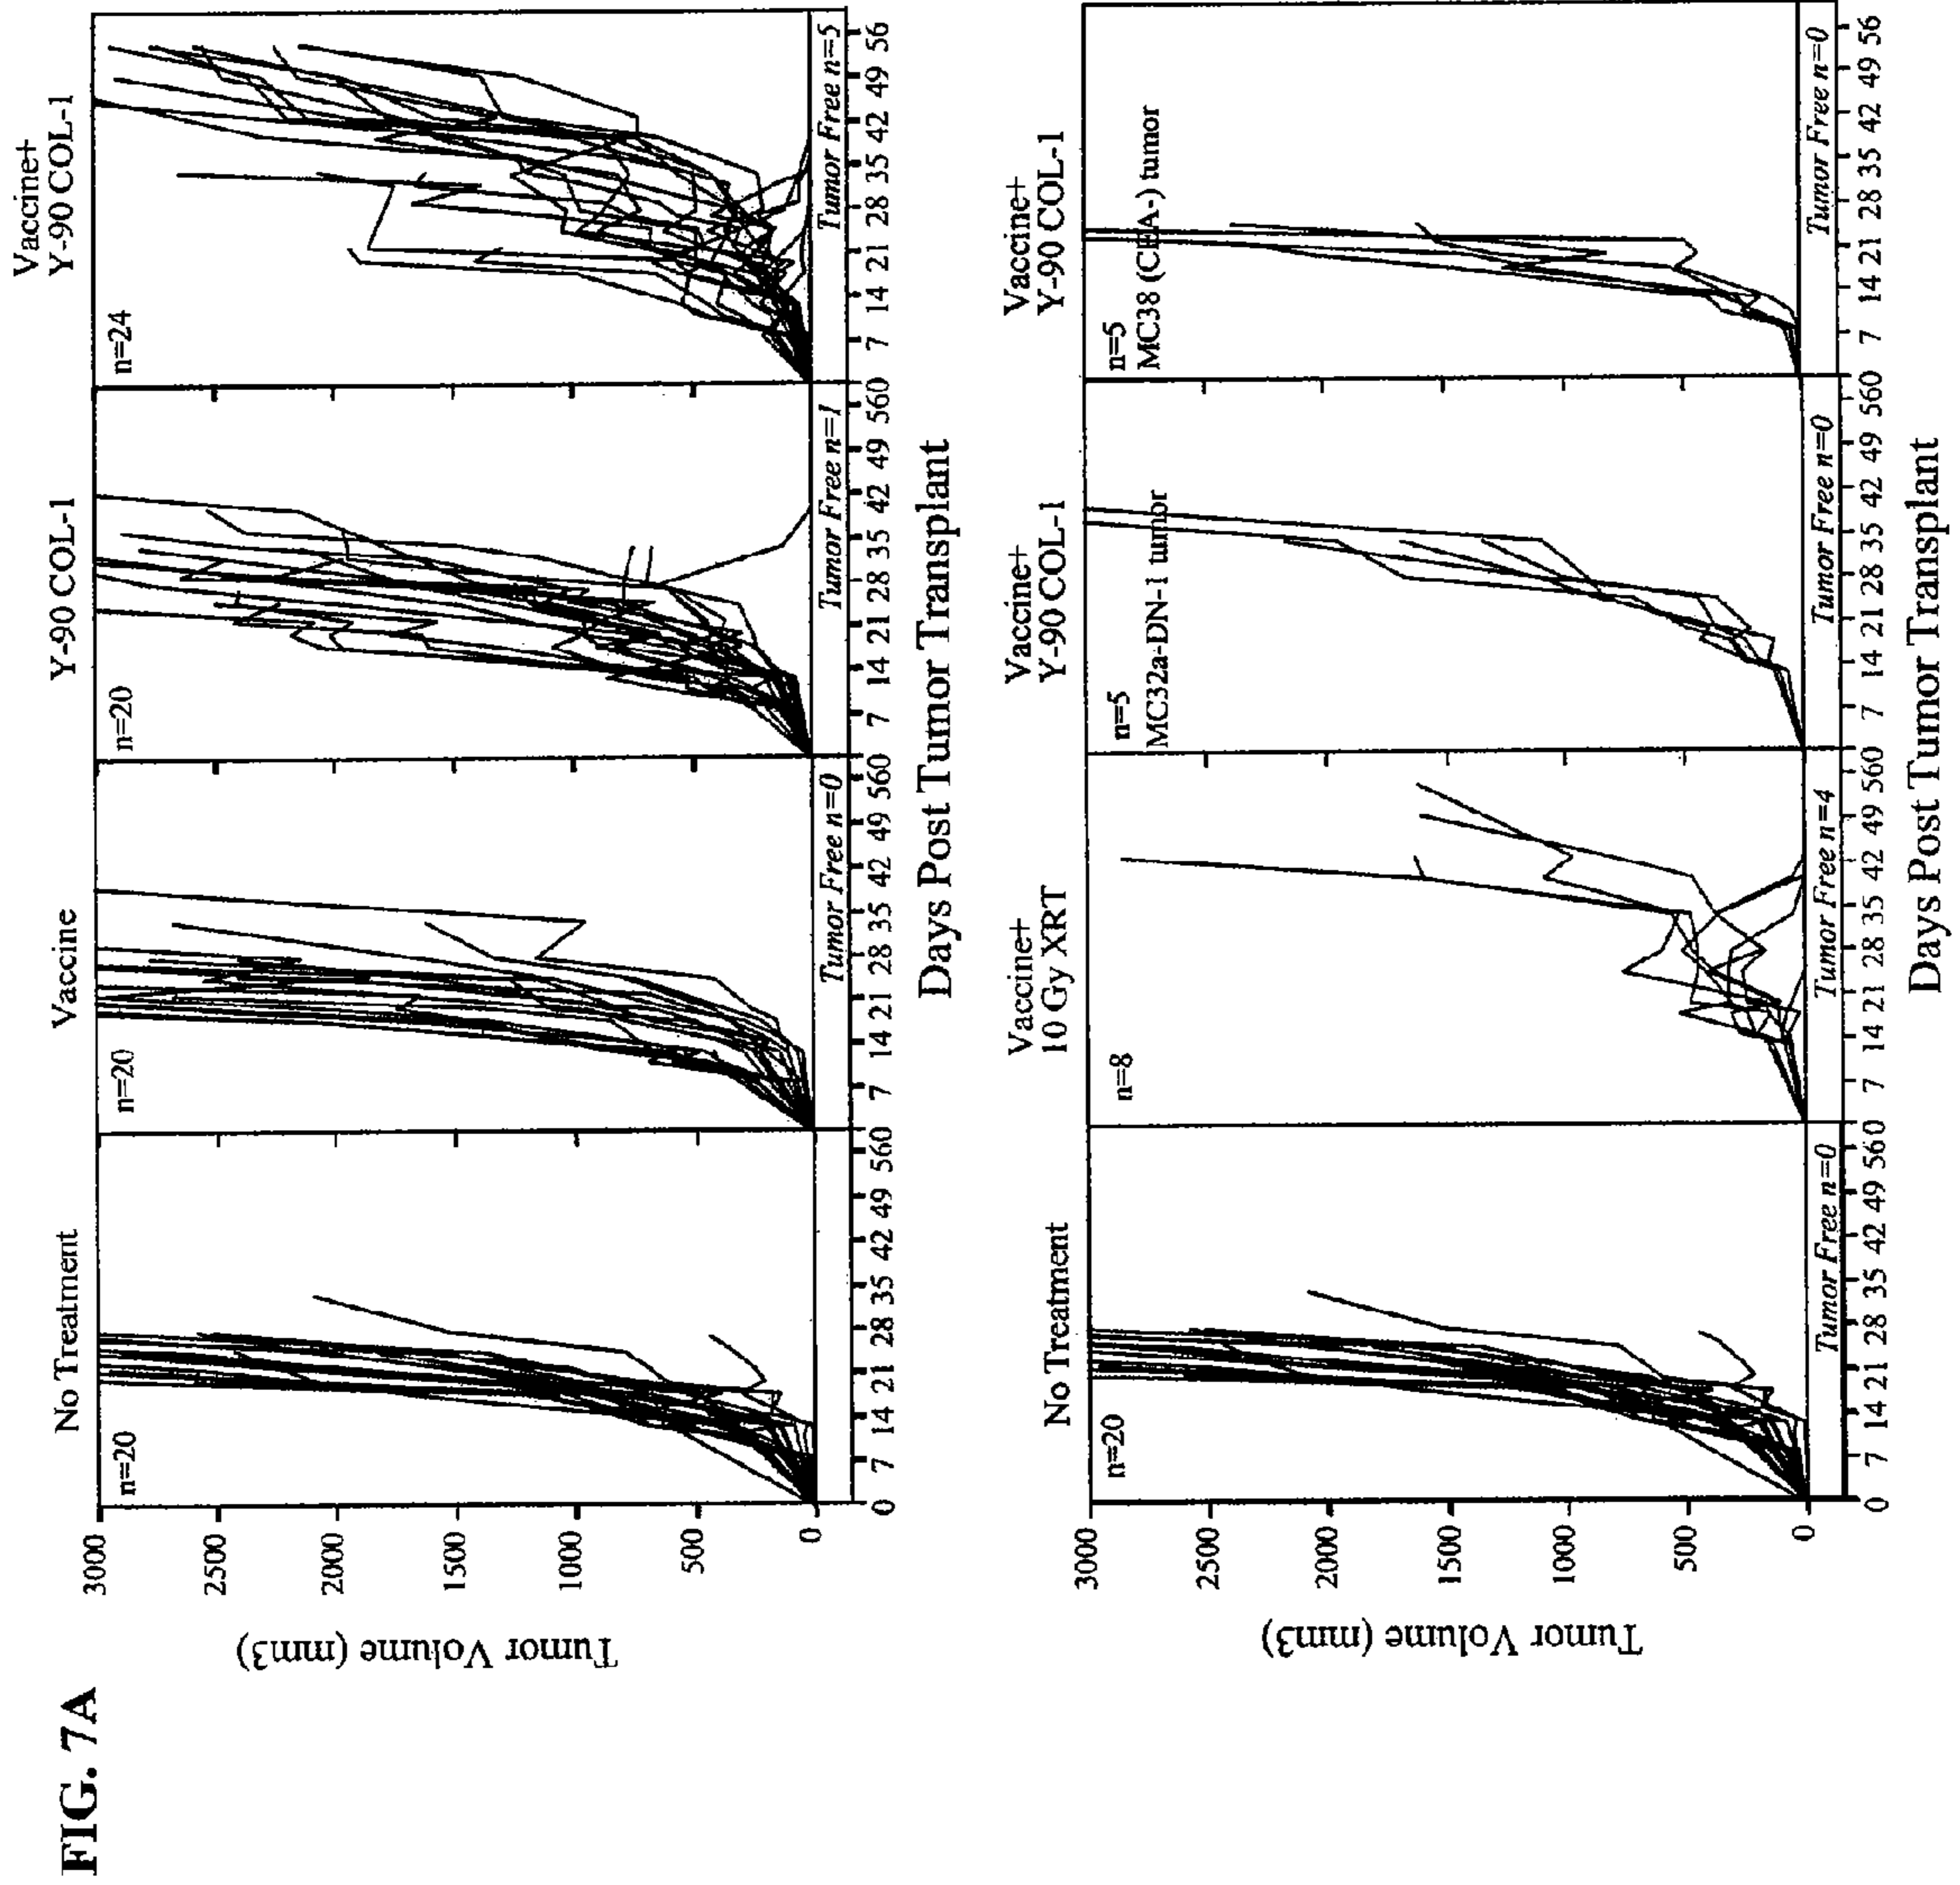 FIG. 7A
No Treatment
Vaccine
Y-90 COL-1
Vaccine+
Y-90 COL-1
Tumor Volume (mm3)
3000
2500
2000
1500
1000
500
0
n=20
n=20
n=20
n=24
Tumor Free n=0
Tumor Free n=1
Tumor Free n=5
0 7 14 21 28 35 42 49 560 7 14 21 28 35 42 49 560 7 14 21 28 35 42 49 560 7 14 21 28 35 42 49 56
Days Post Tumor Transplant
No Treatment
Vaccine+
10 Gy XRT
Vaccine+
Y-90 COL-1
Vaccine+
Y-90 COL-1
Tumor Volume (mm3)
3000
2500
2000
1500
1000
500
0
n=20
n=8
n=5
MC32a-DN-1 tumor
n=5
MC38 (CEA-) tumor
Tumor Free n=0
Tumor Free n=4
Tumor Free n=0
Tumor Free n=0
0 7 14 21 28 35 42 49 560 7 14 21 28 35 42 49 560 7 14 21 28 35 42 49 560 7 14 21 28 35 42 49 56
Days Post Tumor Transplant